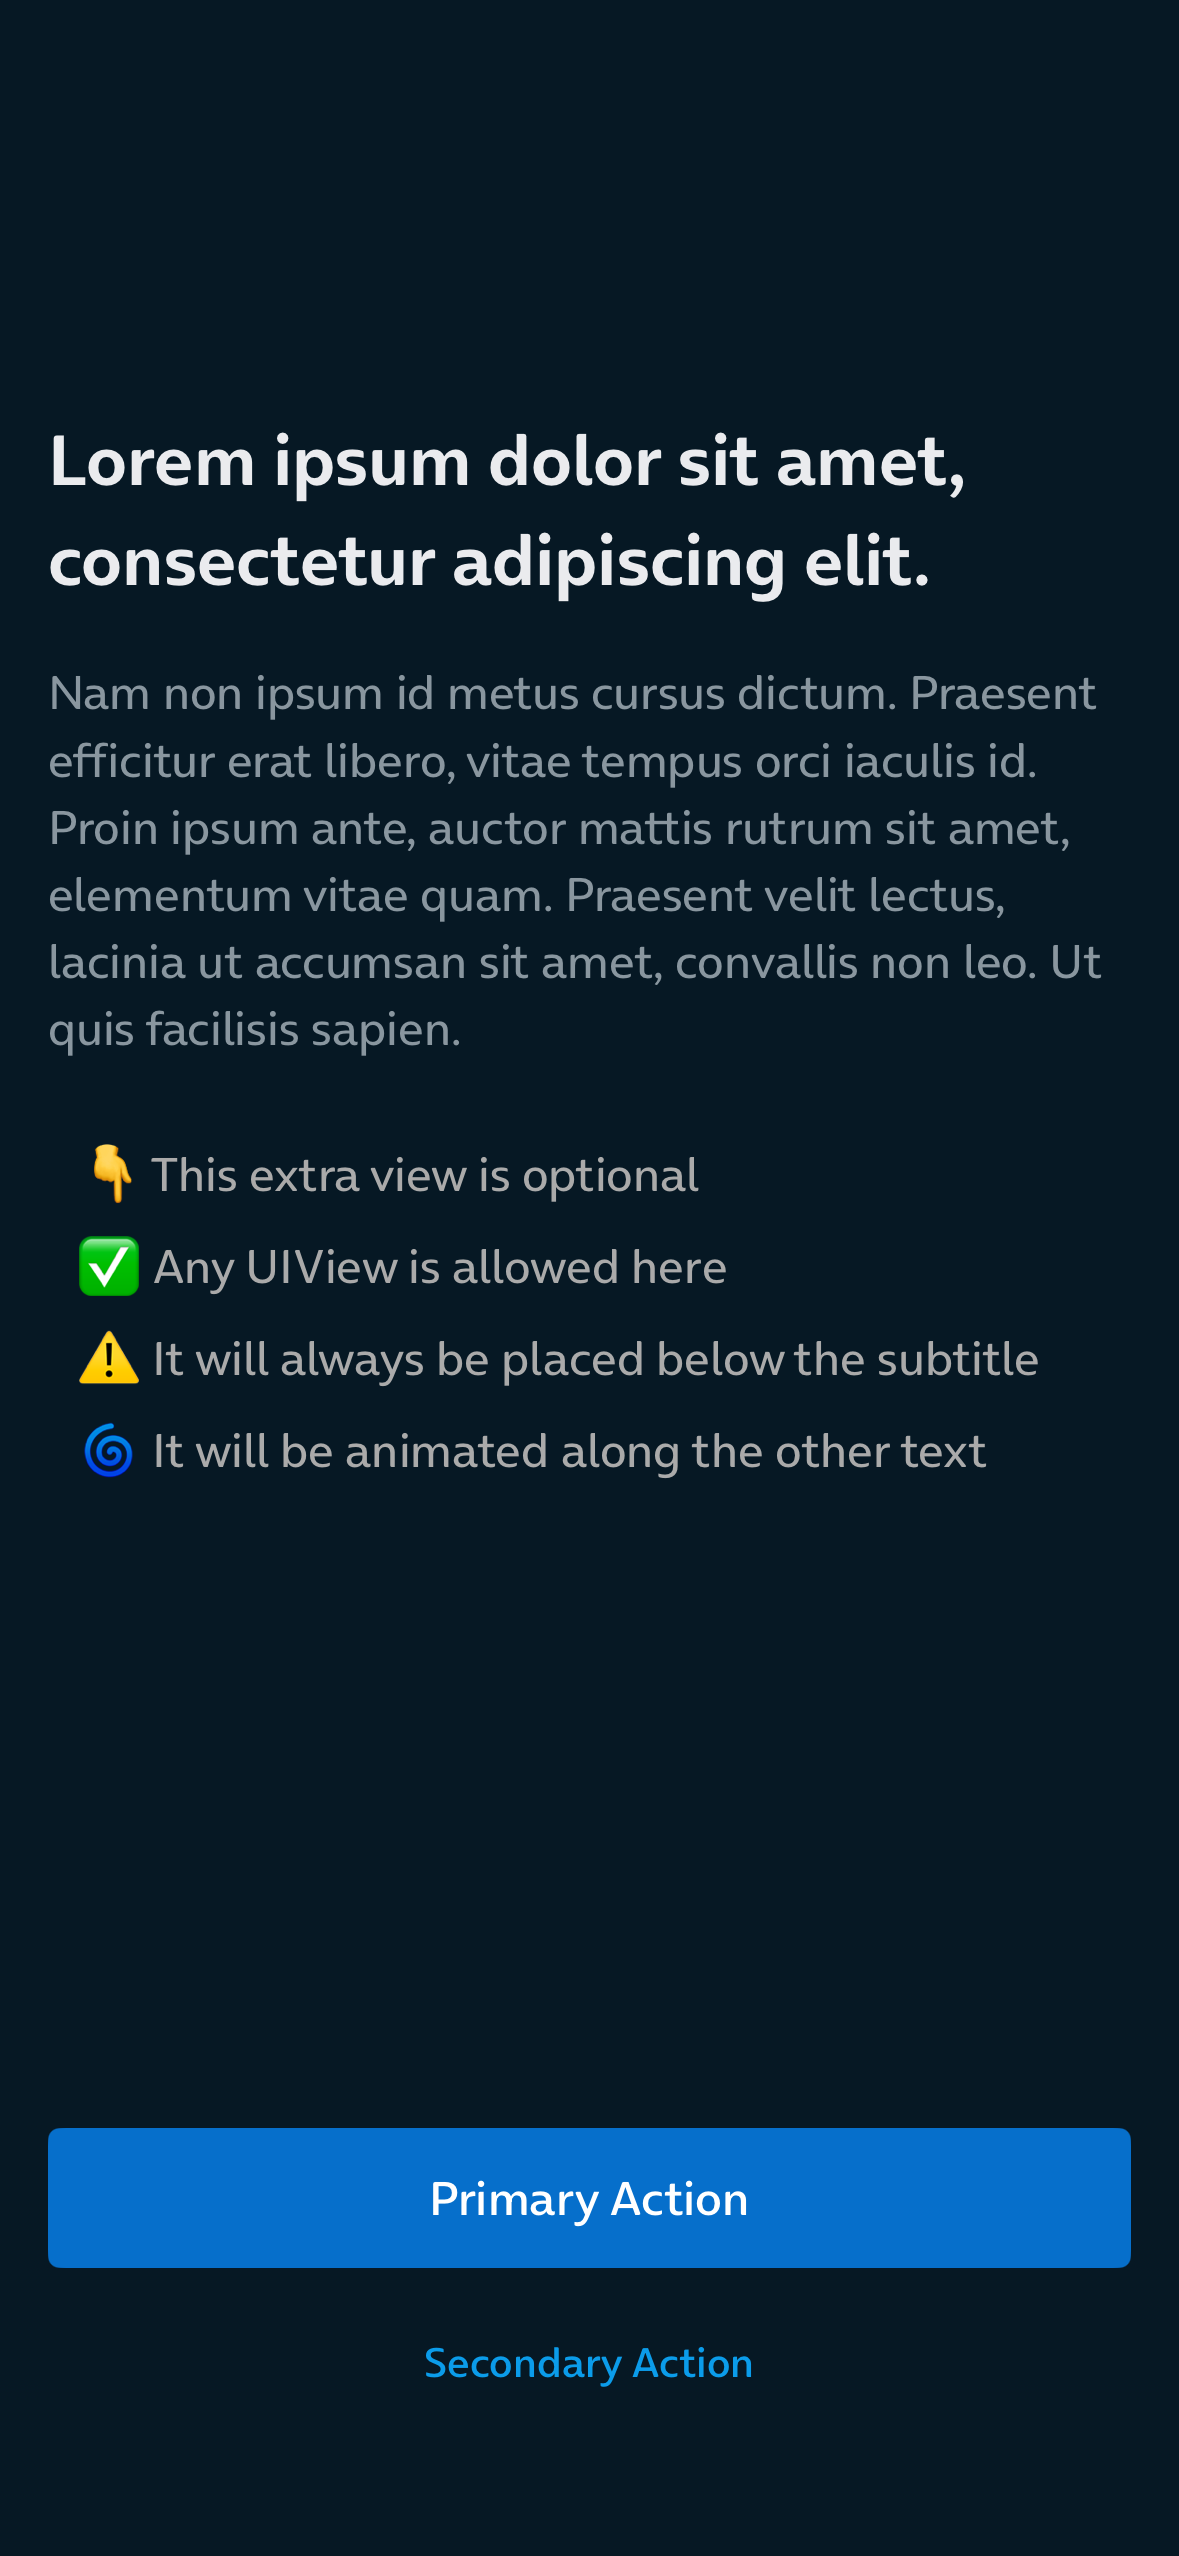 Lorem ipsum dolor sit amet,
consectetur adipiscing elit.
Nam non ipsum id metus cursus dictum. Praesent
efficitur erat libero, vitae tempus orci iaculis id.
Proin ipsum ante, auctor mattis rutrum sit amet,
elementum vitae quam. Praesent velit lectus,
lacinia ut accumsan sit amet, convallis non leo. Ut
quis facilisis sapien.
👇 This extra view is optional
✅ Any UIView is allowed here
⚠️ It will always be placed below the subtitle
🌀 It will be animated along the other text
Primary Action
Secondary Action